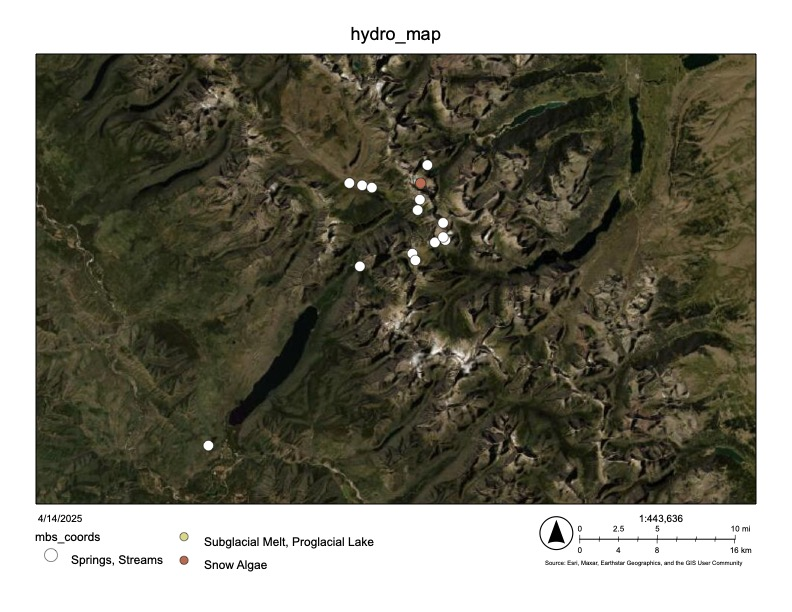 hydro_map
4/14/2025
mbs_coords
Springs, Streams
Subglacial Melt, Proglacial Lake
Snow Algae
1:443,636
0 2.5 5 10 mi
0 4 8 16 km
Source: Esri, Maxar, Earthstar Geographics, and the GIS User Community